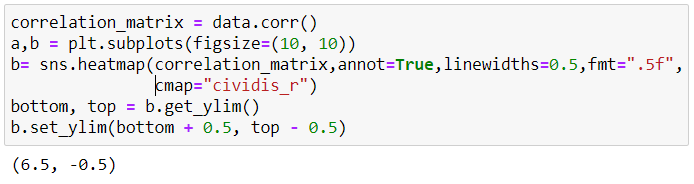 correlation_matrix = data.corr()
a,b = plt.subplots(figsize=(10, 10))
b= sns.heatmap(correlation_matrix,annot=True,linewidths=0.5,fmt=".5f",
cmap="cividis_r")
bottom, top = b.get_ylim()
b.set_ylim(bottom + 0.5, top - 0.5)
(6.5, -0.5)